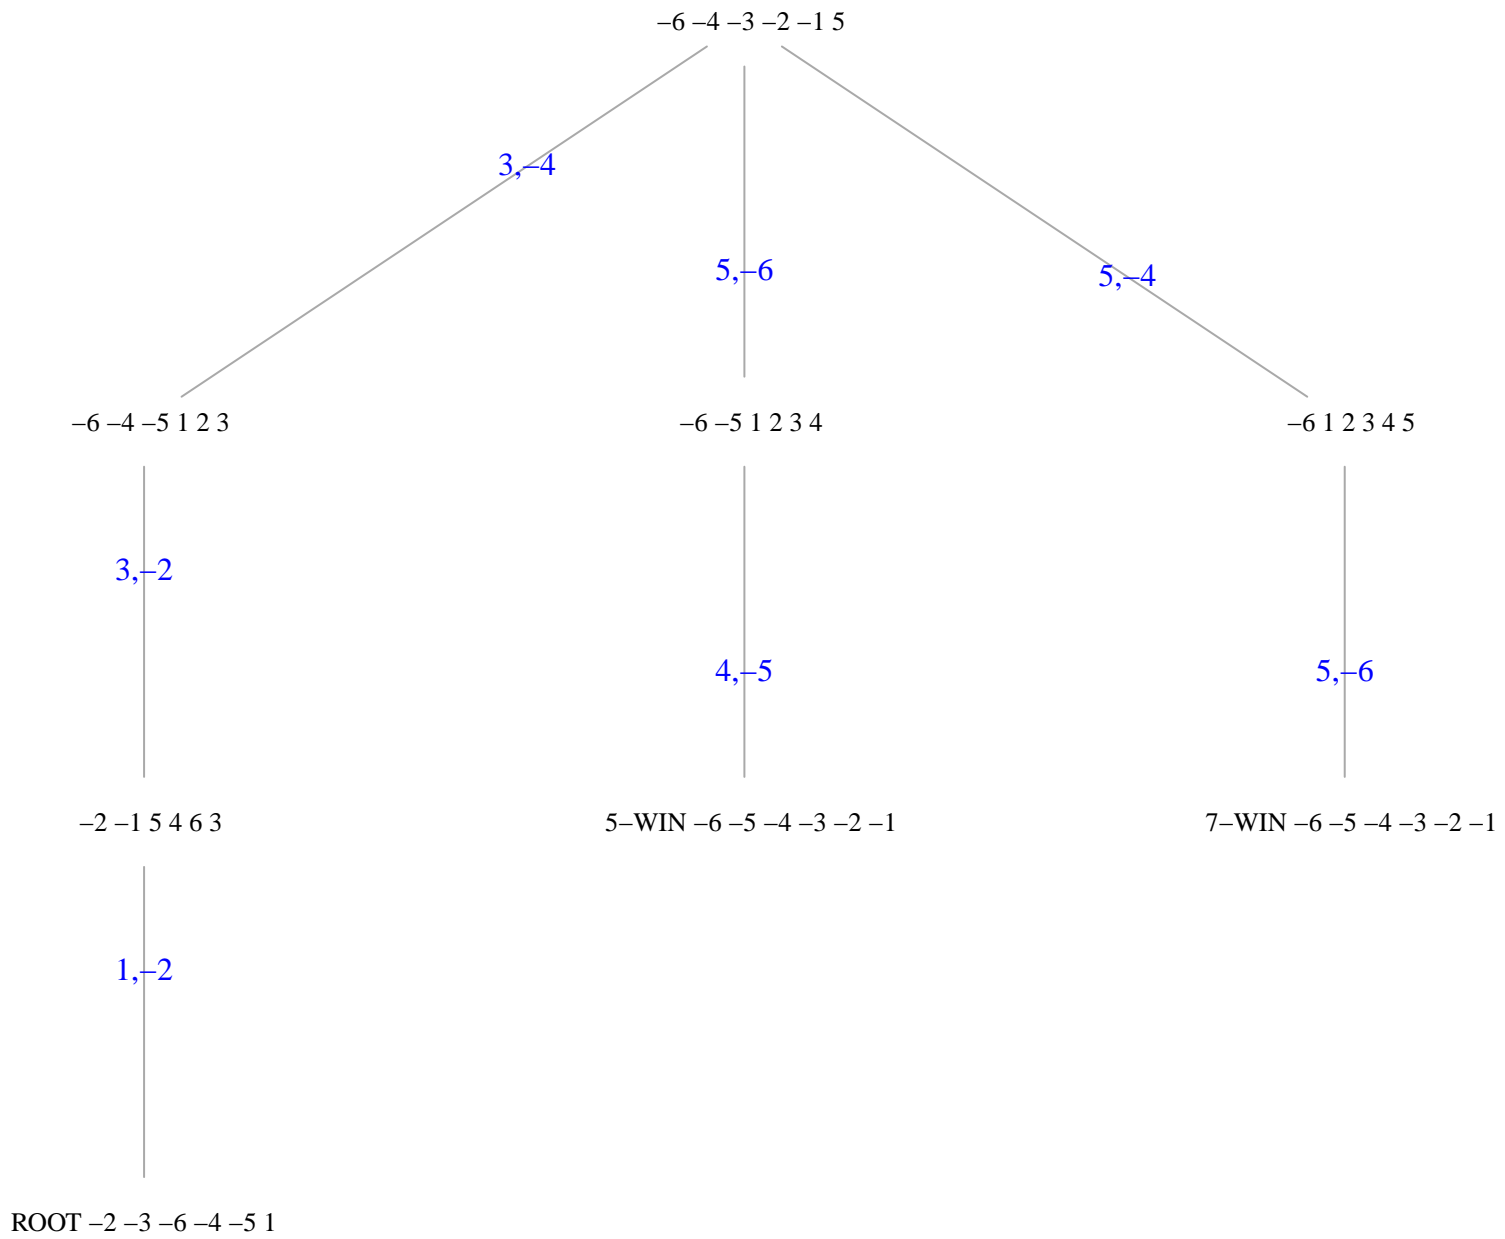 –6 –4 –3 –2 –1 5
3,–4
5,–6
5,–4
–6 –4 –5 1 2 3
–6 –5 1 2 3 4
–6 1 2 3 4 5
3,–2
4,–5
5,–6
–2 –1 5 4 6 3
5–WIN –6 –5 –4 –3 –2 –1
7–WIN –6 –5 –4 –3 –2 –1
1,–2
ROOT –2 –3 –6 –4 –5 1